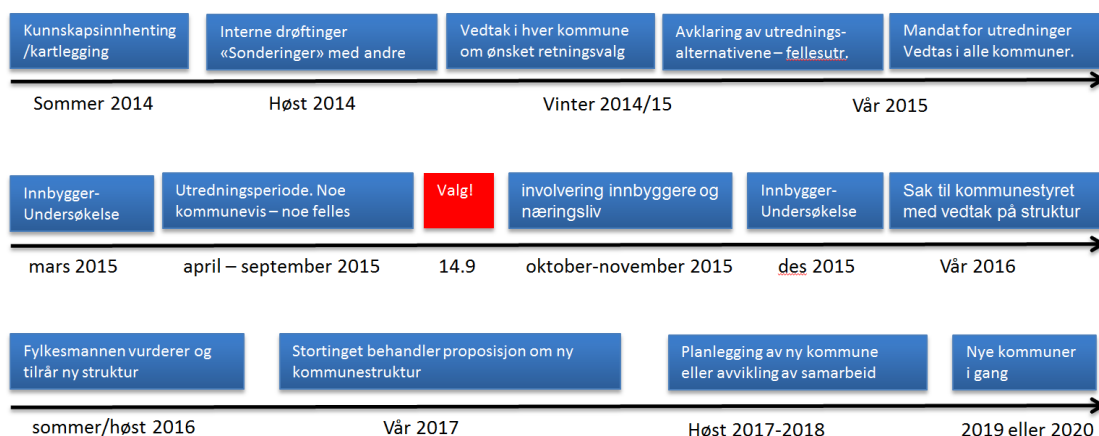 Kunnskapsinnhenting
/kartlegging
Interne drøftinger
«Sonderinger» med andre
Vedtak i hver kommune
om ønsket retningsvalg
Avklaring av utrednings-
alternativene – fellesutr.
Mandat for utredninger
Vedtas i alle kommuner.
Sommer 2014
Høst 2014
Vinter 2014/15
Vår 2015
Innbygger-
Undersøkelse
Utredningsperiode. Noe
kommunevis – noe felles
Valg!
involvering innbyggere og
næringsliv
Innbygger-
Undersøkelse
Sak til kommunestyret
med vedtak på struktur
mars 2015
april – september 2015
14.9
oktober-november 2015
des 2015
Vår 2016
Fylkesmannen vurderer og
tilrår ny struktur
Stortinget behandler proposisjon om ny
kommunestruktur
Planlegging av ny kommune
eller avvikling av samarbeid
Nye kommuner
i gang
sommer/høst 2016
Vår 2017
Høst 2017-2018
2019 eller 2020